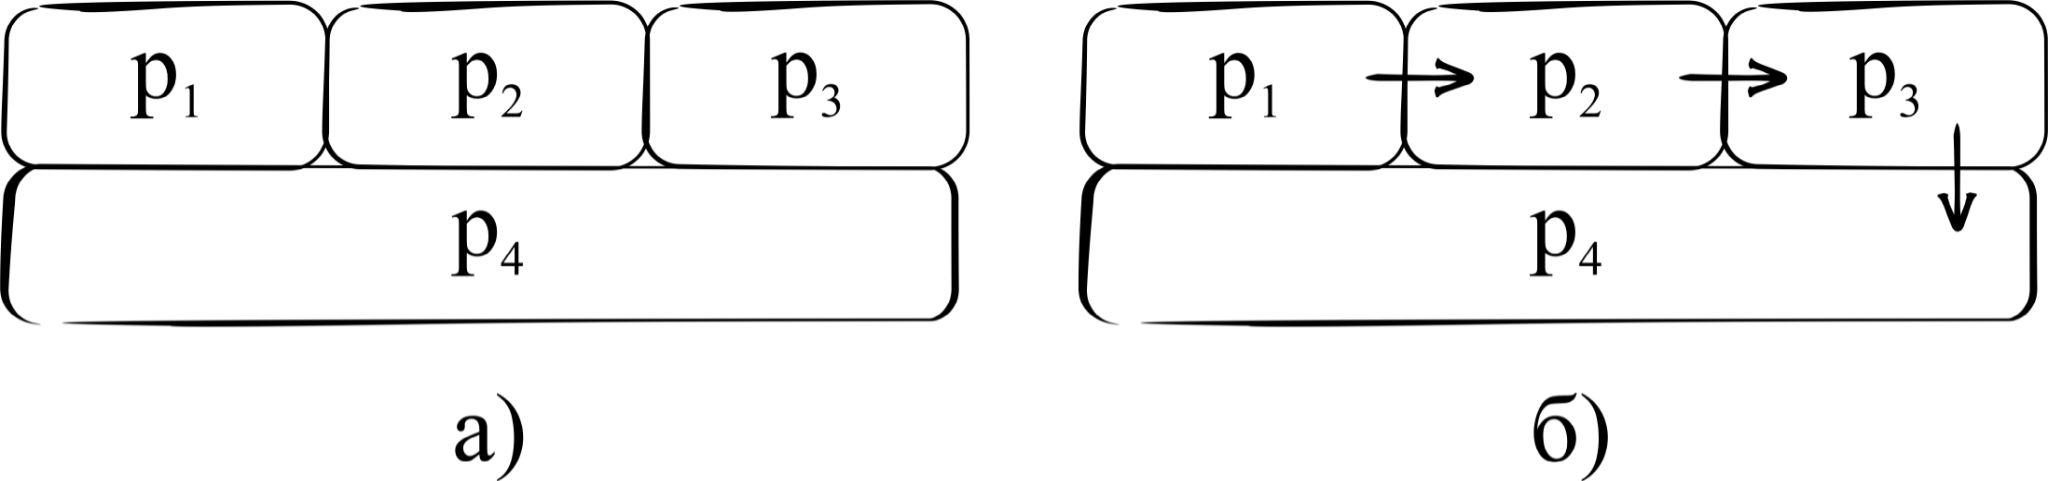 p₁ p₂ p₃ p₁ → p₂ → p₃
p₄ p₄
а) б)